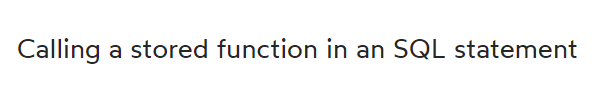 Calling a stored function in an SQL statement